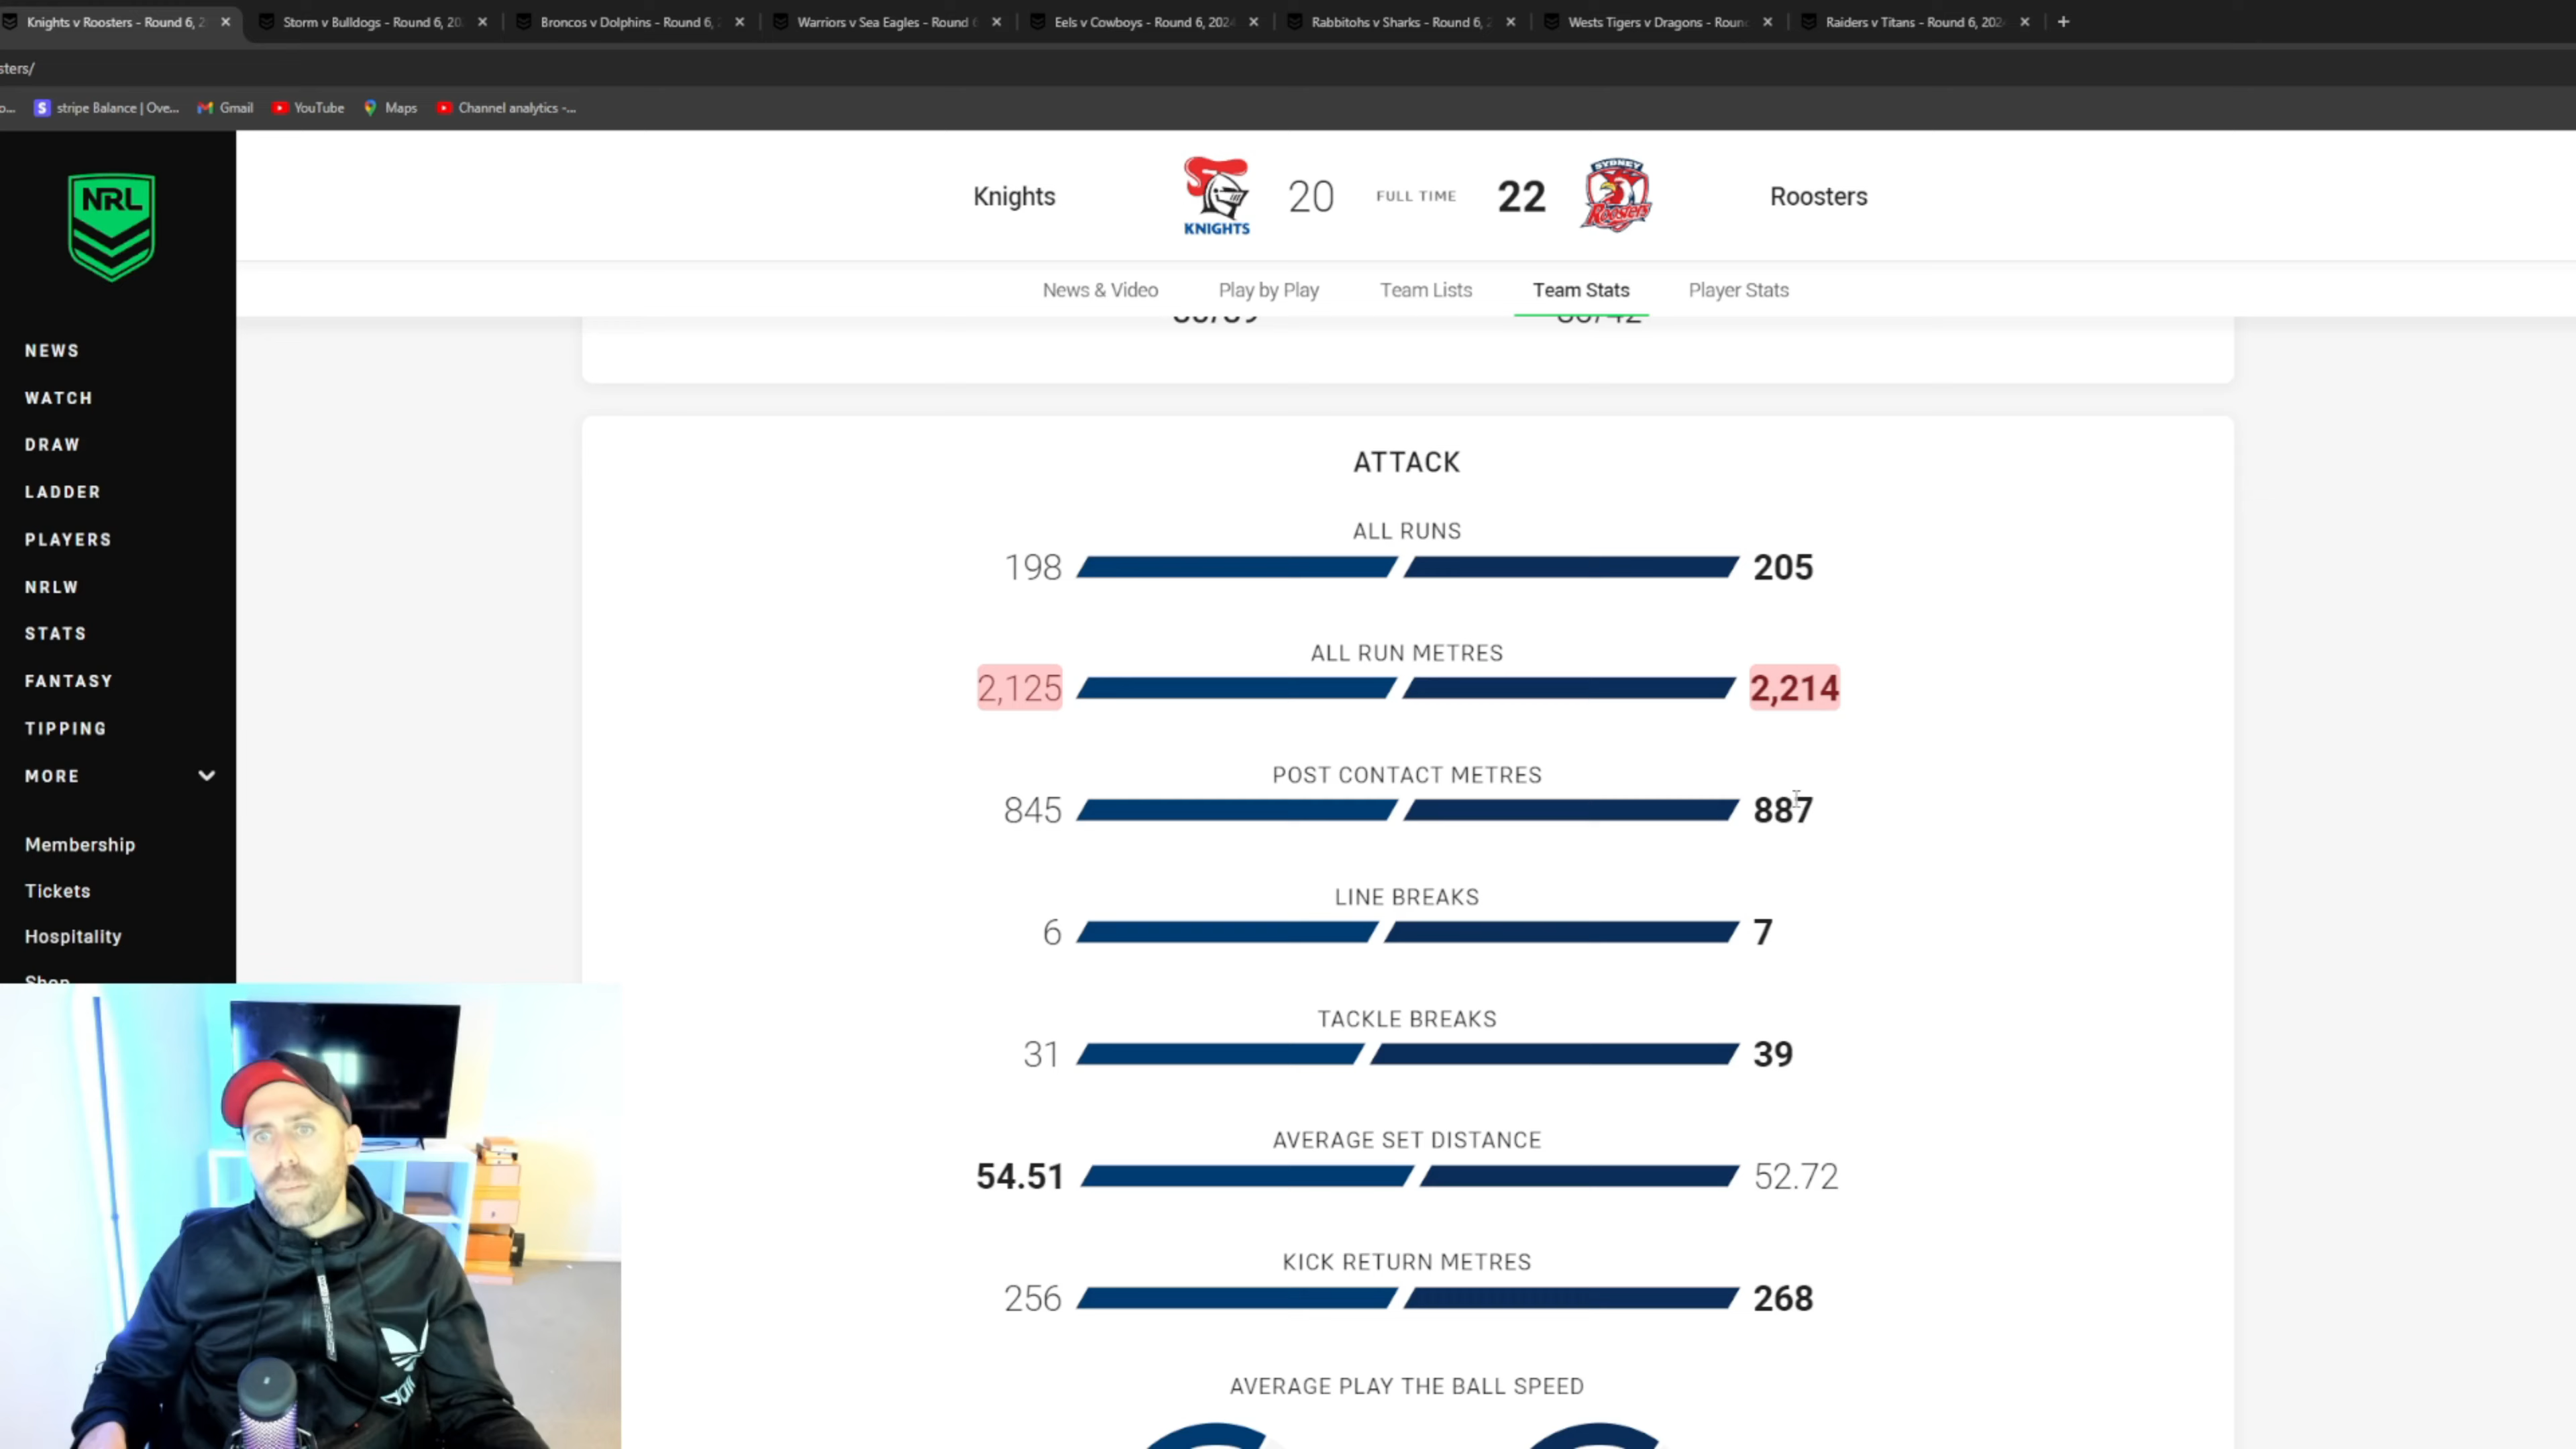 Knights v Roosters - Round 6, 2
Storm v Bulldogs - Round 6, 20
Broncos v Dolphins - Round 6,
Warriors v Sea Eagles - Round 6
Eels v Cowboys - Round 6, 2024
Rabbitohs v Sharks - Round 6, 2
Wests Tigers v Dragons - Roun
Raiders v Titans - Round 6, 202
sters/
o...
stripe Balance | Ove...
Gmail
YouTube
Maps
Channel analytics -...
NRL
Knights
KNIGHTS
20
FULL TIME
22
SYDNEY
Roosters
Roosters
News & Video
Play by Play
Team Lists
Team Stats
Player Stats
NEWS
WATCH
DRAW
LADDER
PLAYERS
NRLW
STATS
FANTASY
TIPPING
MORE
Membership
Tickets
Hospitality
Shop
ATTACK
ALL RUNS
198
205
ALL RUN METRES
2,125
2,214
POST CONTACT METRES
845
887
LINE BREAKS
6
7
TACKLE BREAKS
31
39
AVERAGE SET DISTANCE
54.51
52.72
KICK RETURN METRES
256
268
AVERAGE PLAY THE BALL SPEED